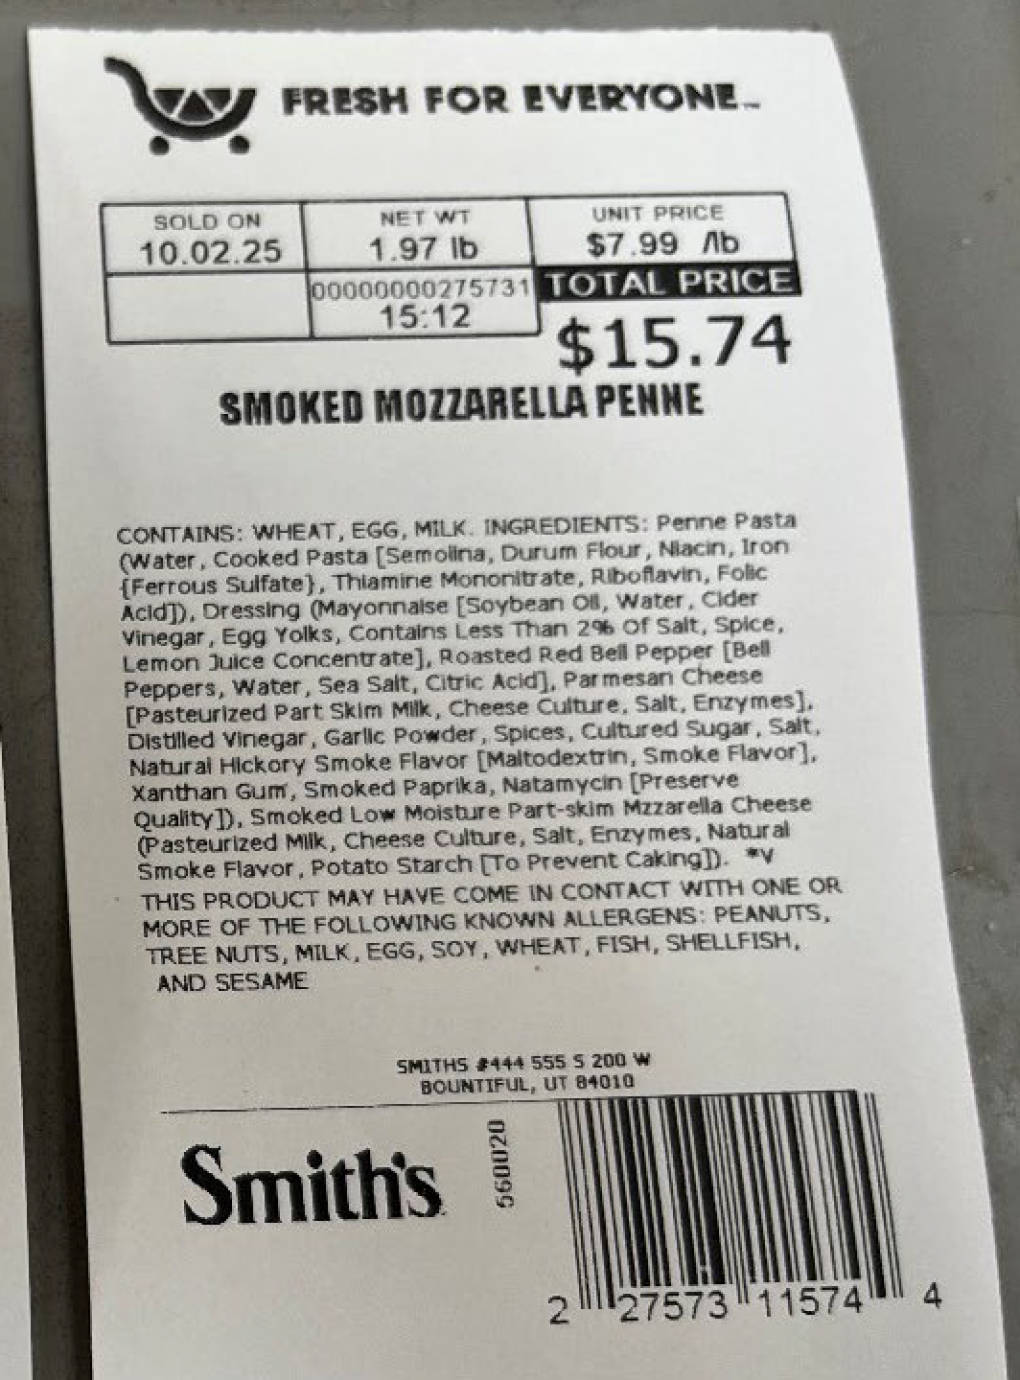 FRESH FOR EVERYONE™
SOLD ON
10.02.25
NET WT
1.97 lb
UNIT PRICE
$7.99 /lb
00000000275731
15:12
TOTAL PRICE
$15.74
SMOKED MOZZARELLA PENNE
CONTAINS: WHEAT, EGG, MILK. INGREDIENTS: Penne Pasta
(Water, Cooked Pasta [Semolina, Durum Flour, Niacin, Iron
{Ferrous Sulfate}, Thiamine Mononitrate, Riboflavin, Folic
Acid]), Dressing (Mayonnaise [Soybean Oil, Water, Cider
Vinegar, Egg Yolks, Contains Less Than 2% Of Salt, Spice,
Lemon Juice Concentrate], Roasted Red Bell Pepper [Bell
Peppers, Water, Sea Salt, Citric Acid], Parmesan Cheese
[Pasteurized Part Skim Milk, Cheese Culture, Salt, Enzymes],
Distilled Vinegar, Garlic Powder, Spices, Cultured Sugar, Salt,
Natural Hickory Smoke Flavor [Maltodextrin, Smoke Flavor],
Xanthan Gum, Smoked Paprika, Natamycin [Preserve
Quality]), Smoked Low Moisture Part-skim Mzzarella Cheese
(Pasteurized Milk, Cheese Culture, Salt, Enzymes, Natural
Smoke Flavor, Potato Starch [To Prevent Caking]). *V
THIS PRODUCT MAY HAVE COME IN CONTACT WITH ONE OR
MORE OF THE FOLLOWING KNOWN ALLERGENS: PEANUTS,
TREE NUTS, MILK, EGG, SOY, WHEAT, FISH, SHELLFISH,
AND SESAME
SMITHS #444 555 S 200 W
BOUNTIFUL, UT 84010
Smith's
560020
2 27573 11574 4